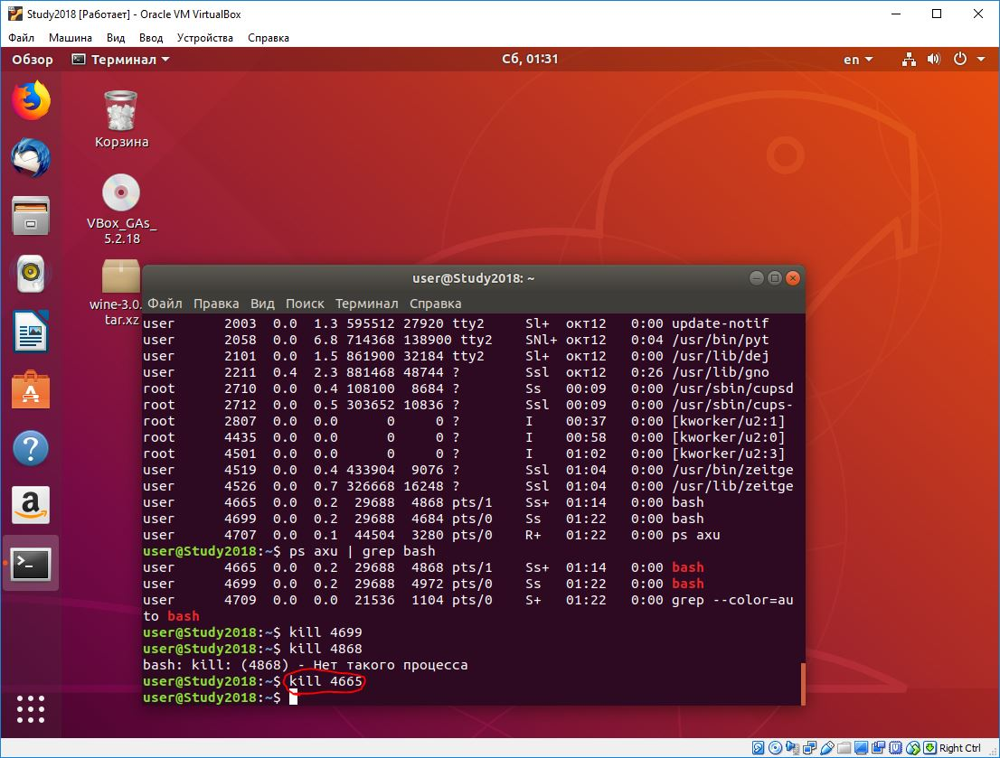 Study2018 [Работает] - Oracle VM VirtualBox
Файл Машина Вид Ввод Устройства Справка
Обзор Терминал Сб, 01:31 en
Корзина
VBox_GAs_
5.2.18
wine-3.0.
tar.xz
user@Study2018: ~
Файл Правка Вид Поиск Терминал Справка
user 2003 0.0 1.3 595512 27920 tty2 Sl+ окт12 0:00 update-notif
user 2058 0.0 6.8 714368 138900 tty2 SNl+ окт12 0:04 /usr/bin/pyt
user 2101 0.0 1.5 861900 32184 tty2 Sl+ окт12 0:00 /usr/lib/dej
user 2211 0.4 2.3 881468 48744 ? Ssl окт12 0:26 /usr/lib/gno
root 2710 0.0 0.4 108100 8684 ? Ss 00:09 0:00 /usr/sbin/cupsd
root 2712 0.0 0.5 303652 10836 ? Ssl 00:09 0:00 /usr/sbin/cups-
root 2807 0.0 0.0 0 0 ? I 00:37 0:00 [kworker/u2:1]
root 4435 0.0 0.0 0 0 ? I 00:58 0:00 [kworker/u2:0]
root 4501 0.0 0.0 0 0 ? I 01:02 0:00 [kworker/u2:3]
user 4519 0.0 0.4 433904 9076 ? Ssl 01:04 0:00 /usr/bin/zeitge
user 4526 0.0 0.7 326668 16248 ? Ssl 01:04 0:00 /usr/lib/zeitge
user 4665 0.0 0.2 29688 4868 pts/1 Ss+ 01:14 0:00 bash
user 4699 0.0 0.2 29688 4684 pts/0 Ss 01:22 0:00 bash
user 4707 0.0 0.1 44504 3280 pts/0 R+ 01:22 0:00 ps axu
user@Study2018:~$ ps axu | grep bash
user 4665 0.0 0.2 29688 4868 pts/1 Ss+ 01:14 0:00 bash
user 4699 0.0 0.2 29688 4972 pts/0 Ss 01:22 0:00 bash
user 4709 0.0 0.0 21536 1104 pts/0 S+ 01:22 0:00 grep --color=au
to bash
user@Study2018:~$ kill 4699
user@Study2018:~$ kill 4868
bash: kill: (4868) - Нет такого процесса
user@Study2018:~$ kill 4665
user@Study2018:~$
Right Ctrl